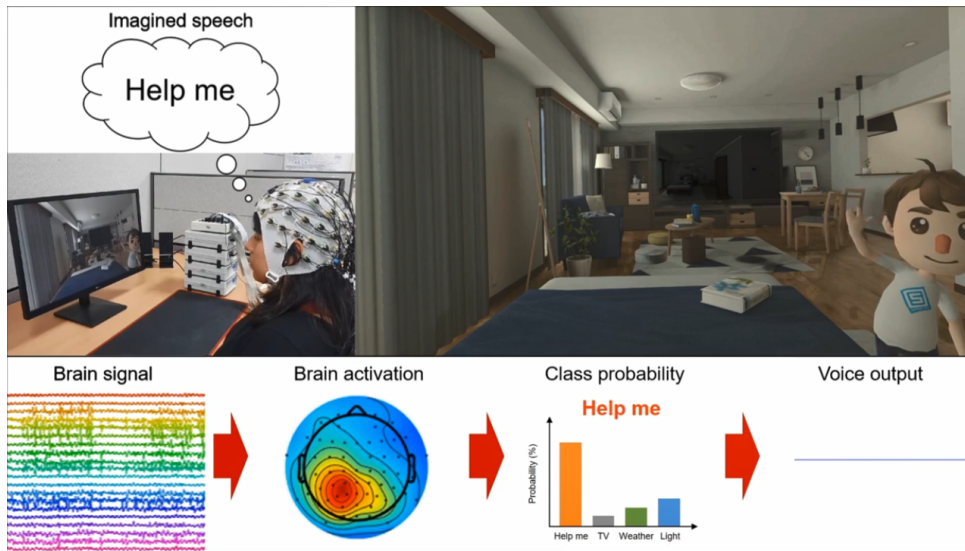 Imagined speech
Help me
Brain signal
Brain activation
Class probability
Voice output
Help me
Probability (%)
Help me
TV
Weather
Light